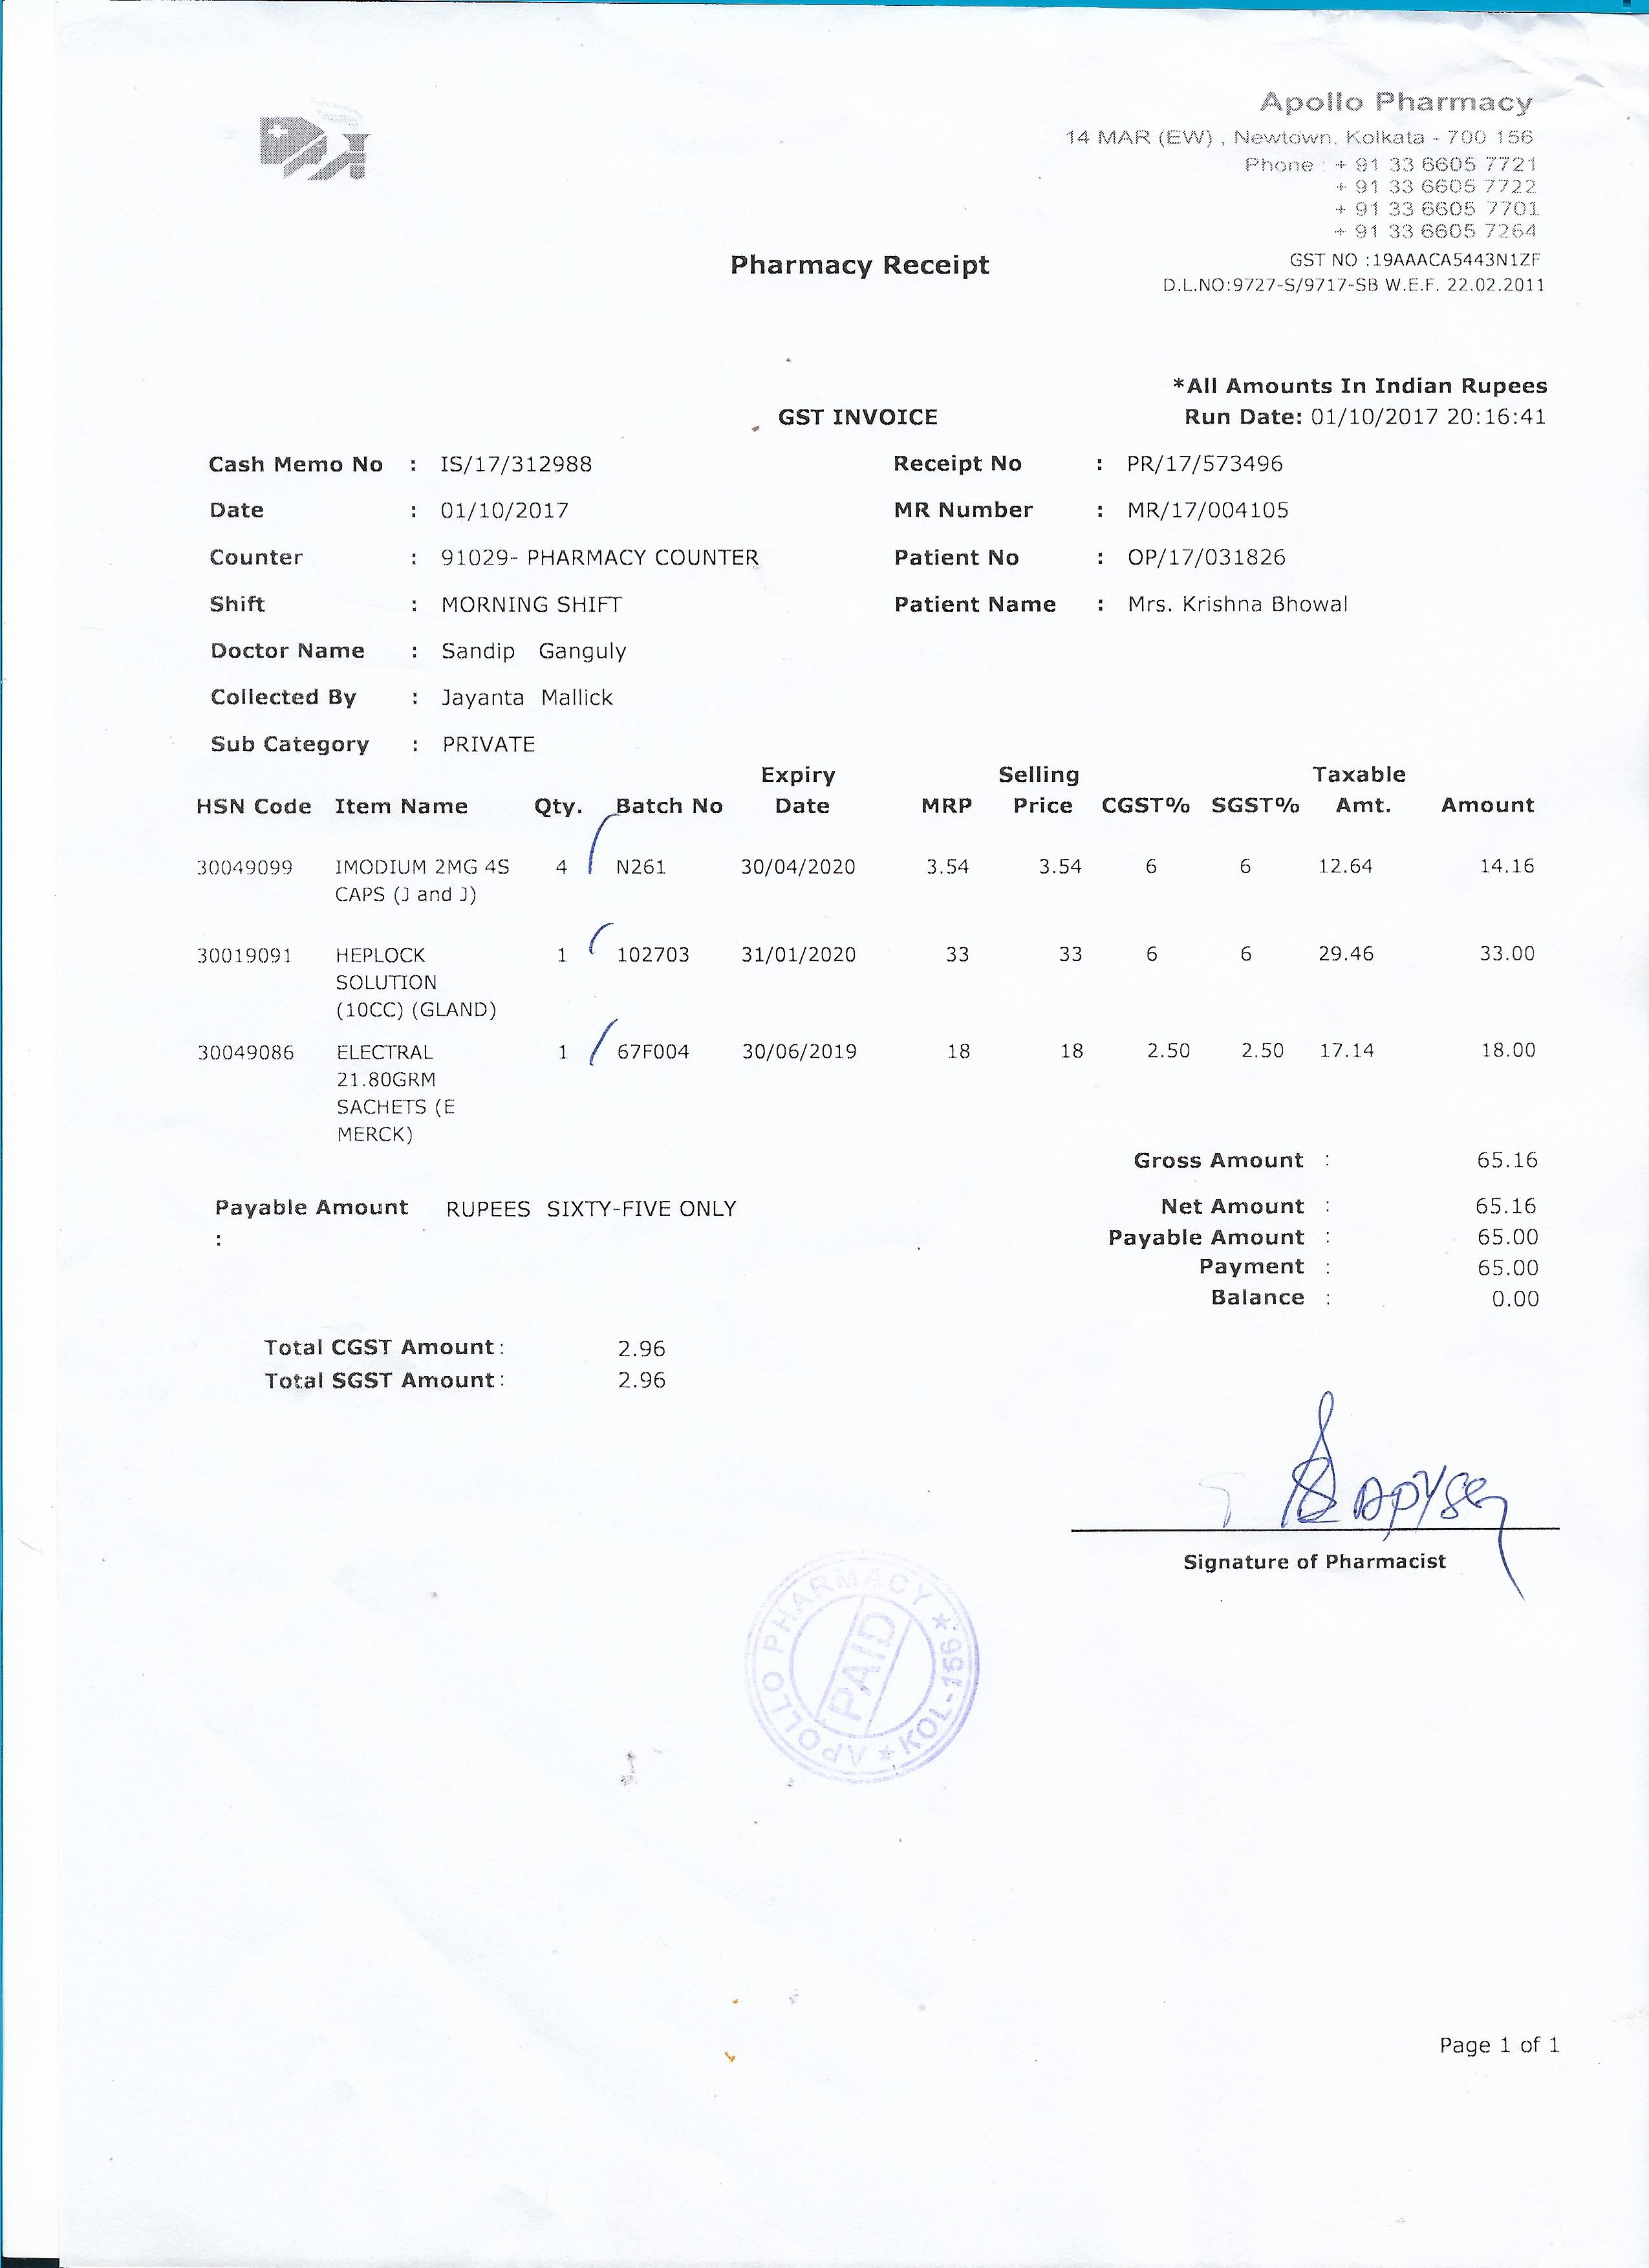 Apollo Pharmacy
14 MAR (EW) , Newtown, Kolkata - 700 156
Phone : + 91 33 6605 7721
+ 91 33 6605 7722
+ 91 33 6605 7701
+ 91 33 6605 7264
Pharmacy Receipt
GST NO :19AAACA5443N1ZF
D.L.NO:9727-S/9717-SB W.E.F. 22.02.2011
*All Amounts In Indian Rupees
GST INVOICE
Run Date: 01/10/2017 20:16:41
Cash Memo No : IS/17/312988 Receipt No : PR/17/573496
Date : 01/10/2017 MR Number : MR/17/004105
Counter : 91029- PHARMACY COUNTER Patient No : OP/17/031826
Shift : MORNING SHIFT Patient Name : Mrs. Krishna Bhowal
Doctor Name : Sandip Ganguly
Collected By : Jayanta Mallick
Sub Category : PRIVATE
Expiry Selling Taxable
HSN Code Item Name Qty. Batch No Date MRP Price CGST% SGST% Amt. Amount
30049099 IMODIUM 2MG 4S 4 N261 30/04/2020 3.54 3.54 6 6 12.64 14.16
CAPS (J and J)
30019091 HEPLOCK 1 102703 31/01/2020 33 33 6 6 29.46 33.00
SOLUTION
(10CC) (GLAND)
30049086 ELECTRAL 1 67F004 30/06/2019 18 18 2.50 2.50 17.14 18.00
21.80GRM
SACHETS (E
MERCK)
Gross Amount : 65.16
Payable Amount RUPEES SIXTY-FIVE ONLY Net Amount : 65.16
: Payable Amount : 65.00
Payment : 65.00
Balance : 0.00
Total CGST Amount: 2.96
Total SGST Amount: 2.96
Signature of Pharmacist
APOLLO PHARMACY ★ KOL-156 ★
PAID
Page 1 of 1